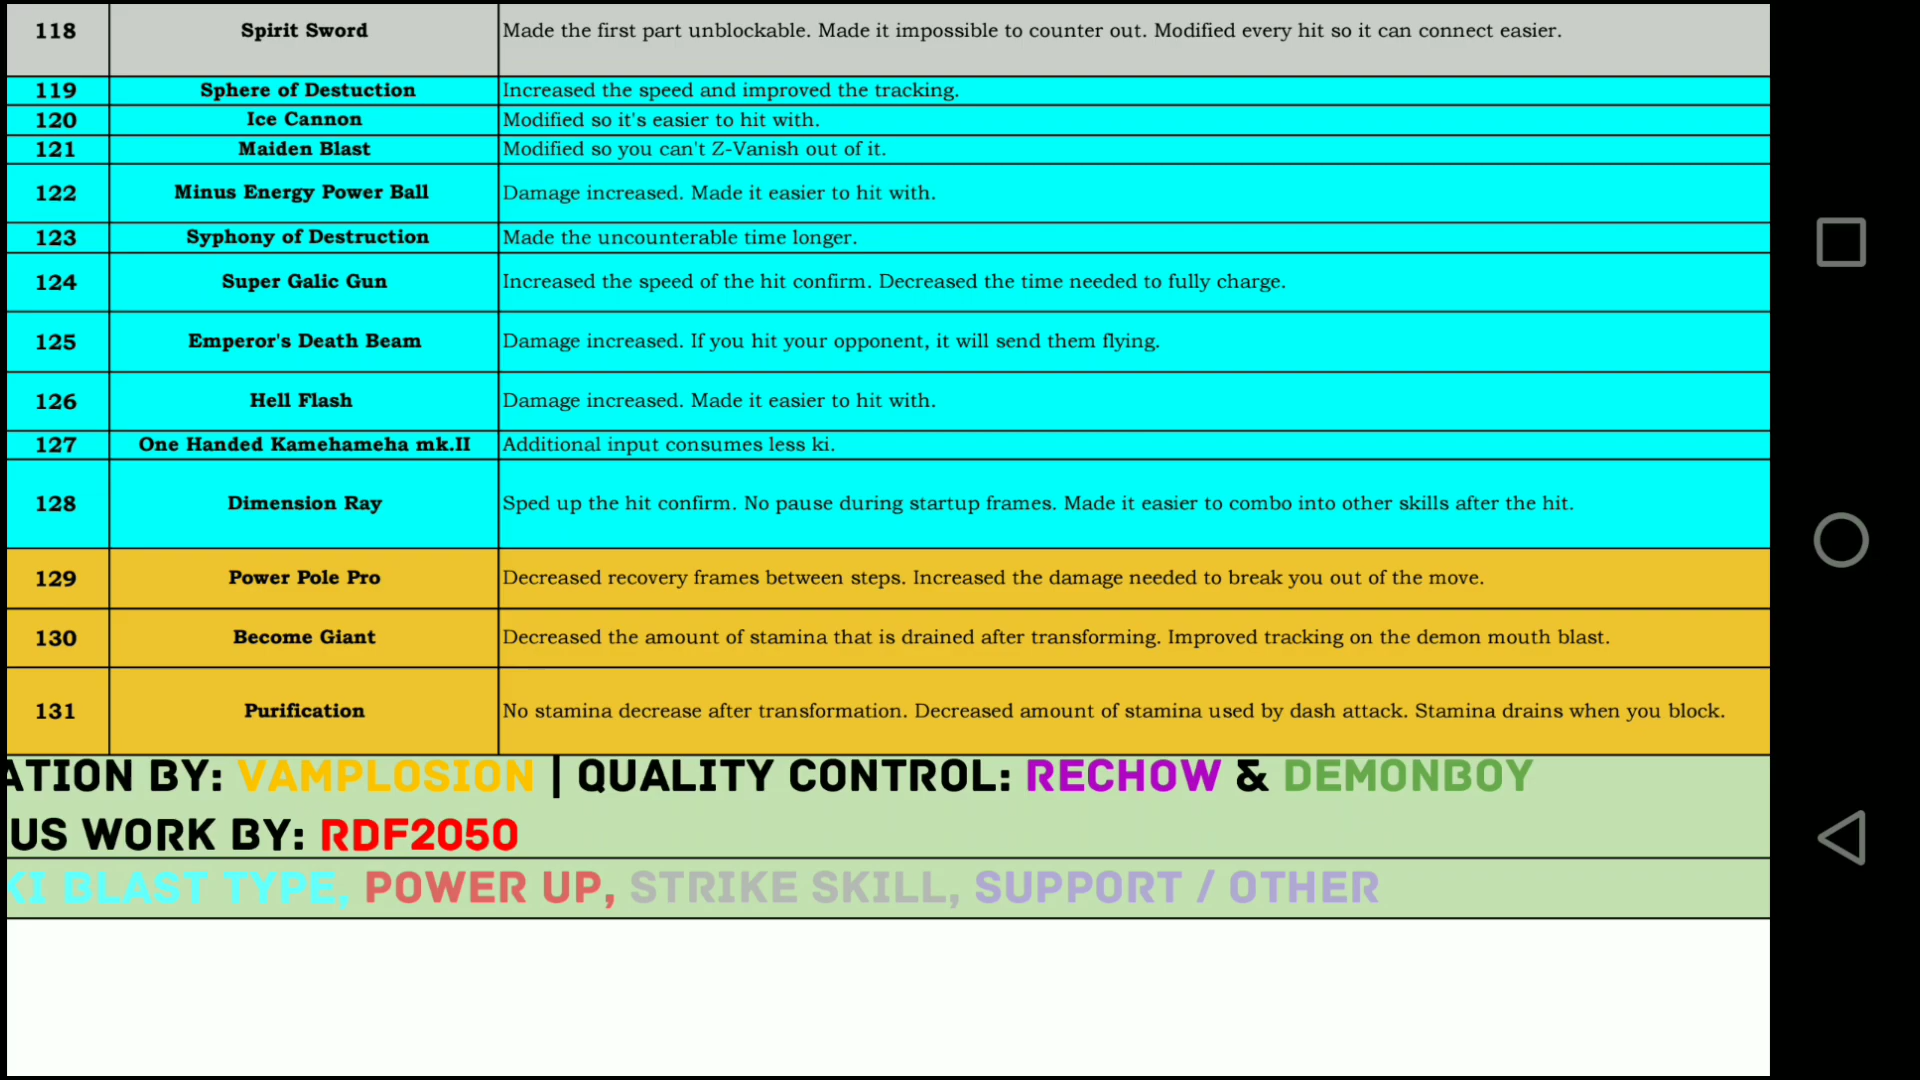 118 Spirit Sword Made the first part unblockable. Made it impossible to counter out. Modified every hit so it can connect easier.
119 Sphere of Destuction Increased the speed and improved the tracking.
120 Ice Cannon Modified so it's easier to hit with.
121 Maiden Blast Modified so you can't Z-Vanish out of it.
122 Minus Energy Power Ball Damage increased. Made it easier to hit with.
123 Syphony of Destruction Made the uncounterable time longer.
124 Super Galic Gun Increased the speed of the hit confirm. Decreased the time needed to fully charge.
125 Emperor's Death Beam Damage increased. If you hit your opponent, it will send them flying.
126 Hell Flash Damage increased. Made it easier to hit with.
127 One Handed Kamehameha mk.II Additional input consumes less ki.
128 Dimension Ray Sped up the hit confirm. No pause during startup frames. Made it easier to combo into other skills after the hit.
129 Power Pole Pro Decreased recovery frames between steps. Increased the damage needed to break you out of the move.
130 Become Giant Decreased the amount of stamina that is drained after transforming. Improved tracking on the demon mouth blast.
131 Purification No stamina decrease after transformation. Decreased amount of stamina used by dash attack. Stamina drains when you block.
ATION BY: VAMPLOSION | QUALITY CONTROL: RECHOW & DEMONBOY
US WORK BY: RDF2050
KI BLAST TYPE, POWER UP, STRIKE SKILL, SUPPORT / OTHER